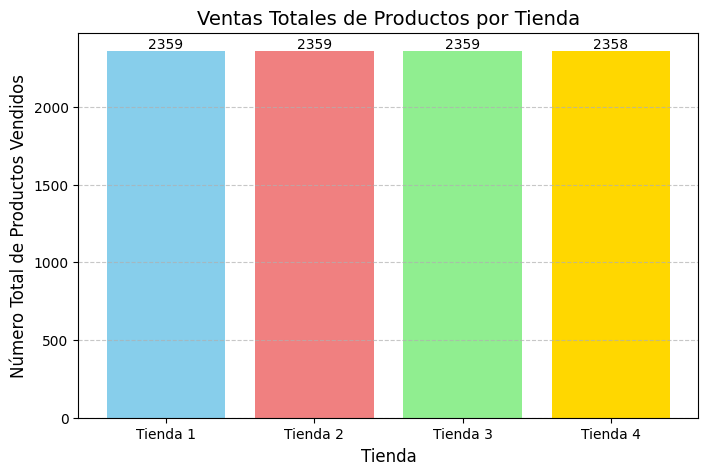 Ventas Totales de Productos por Tienda
2359 2359 2359 2358
Número Total de Productos Vendidos
2000
1500
1000
500
0
Tienda 1 Tienda 2 Tienda 3 Tienda 4
Tienda